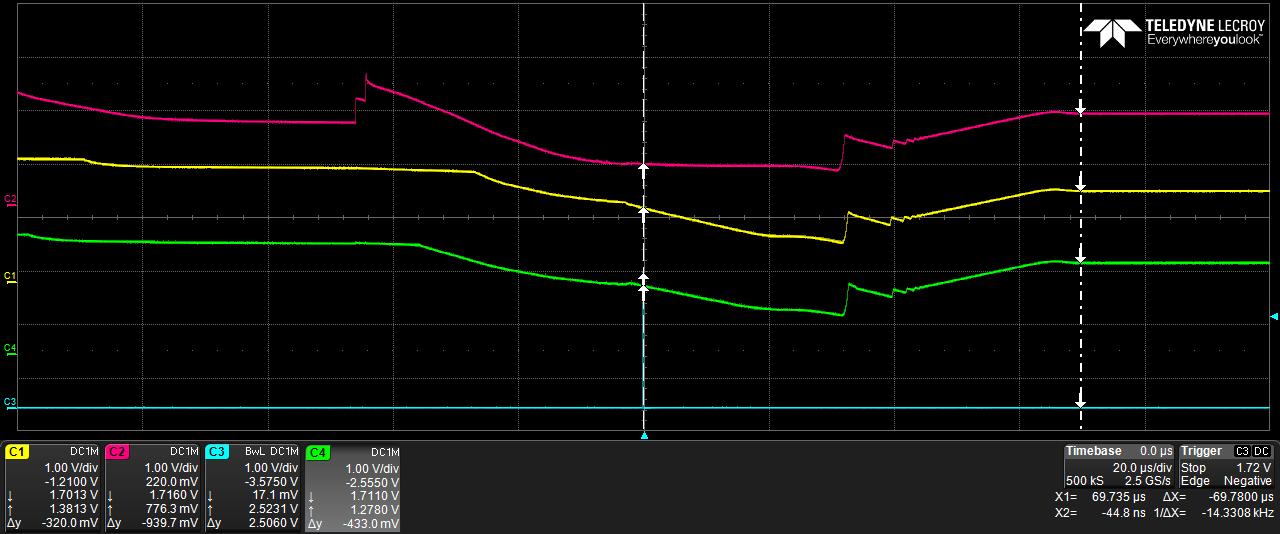 TELEDYNE LECROY
Everywhereyoulook™
C2
C1
C4
C3
C1 DC1M
1.00 V/div
-1.2100 V
↓ 1.7013 V
↑ 1.3813 V
Δy -320.0 mV
C2 DC1M
1.00 V/div
220.0 mV
↓ 1.7160 V
↑ 776.3 mV
Δy -939.7 mV
C3 BwL DC1M
1.00 V/div
-3.5750 V
↓ 17.1 mV
↑ 2.5231 V
Δy 2.5060 V
C4 DC1M
1.00 V/div
-2.5550 V
↓ 1.7110 V
↑ 1.2780 V
Δy -433.0 mV
Timebase 0.0 µs
20.0 µs/div
500 kS 2.5 GS/s
Trigger C3 DC
Stop 1.72 V
Edge Negative
X1= 69.735 µs ΔX= -69.7800 µs
X2= -44.8 ns 1/ΔX= -14.3308 kHz